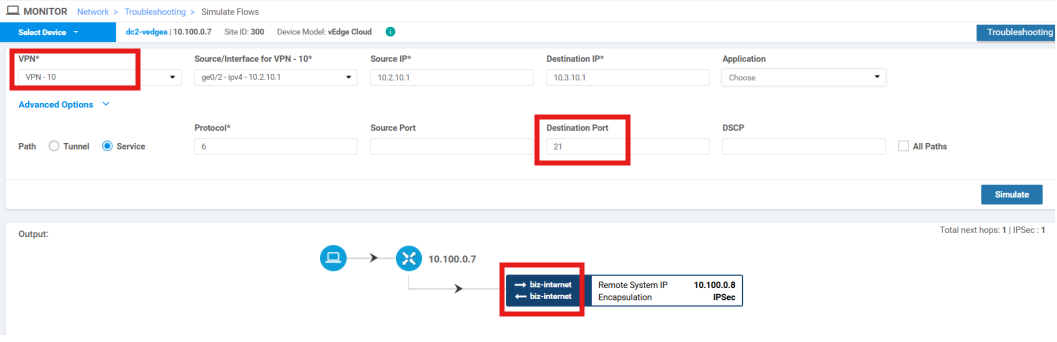 MONITOR Network > Troubleshooting > Simulate Flows
Select Device dc2-vedgea | 10.100.0.7 Site ID: 300 Device Model: vEdge Cloud Troubleshooting
VPN* Source/Interface for VPN - 10* Source IP* Destination IP* Application
VPN - 10 ge0/2 - ipv4 - 10.2.10.1 10.2.10.1 10.3.10.1 Choose
Advanced Options
Protocol* Source Port Destination Port DSCP
Path Tunnel Service 6 21 All Paths
Simulate
Output: Total next hops: 1 | IPSec : 1
10.100.0.7
→ biz-internet Remote System IP 10.100.0.8
← biz-internet Encapsulation IPSec